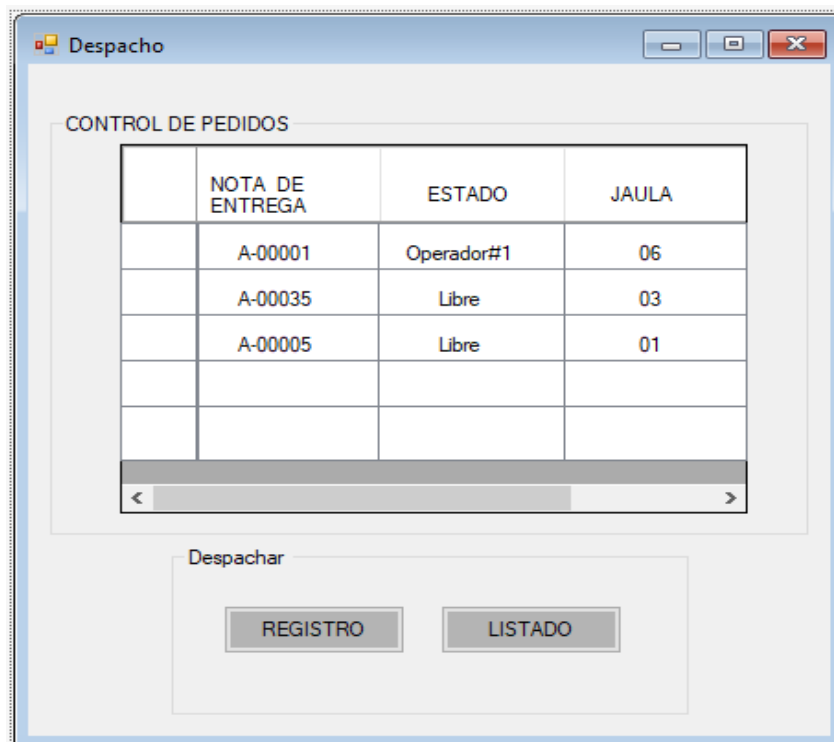 Despacho
CONTROL DE PEDIDOS
NOTA DE
ENTREGA
ESTADO
JAULA
A-00001 Operador#1 06
A-00035 Libre 03
A-00005 Libre 01
Despachar
REGISTRO LISTADO